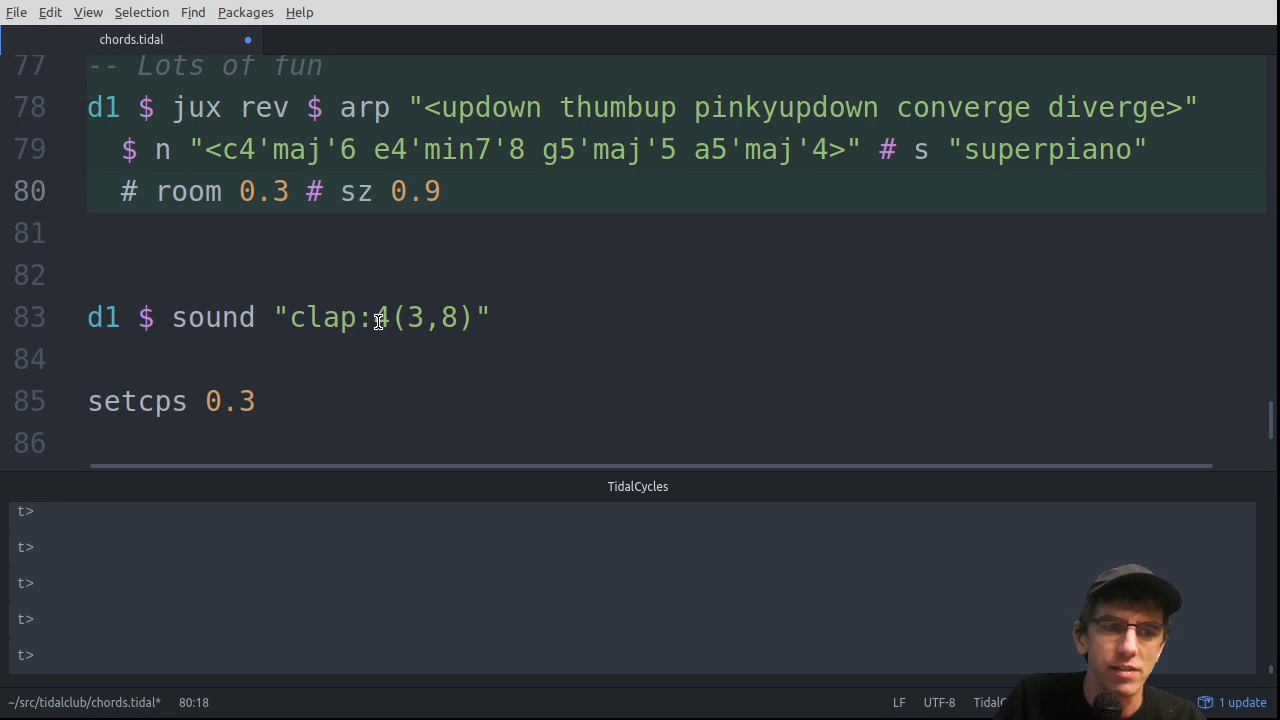 File Edit View Selection Find Packages Help
chords.tidal
77 -- Lots of fun
78 d1 $ jux rev $ arp "<updown thumbup pinkyupdown converge diverge>"
79 $ n "<c4'maj'6 e4'min7'8 g5'maj'5 a5'maj'4>" # s "superpiano"
80 # room 0.3 # sz 0.9
81
82
83 d1 $ sound "clap:4(3,8)"
84
85 setcps 0.3
86
TidalCycles
t>
t>
t>
t>
t>
~/src/tidalclub/chords.tidal* 80:18 LF UTF-8 TidalC 1 update